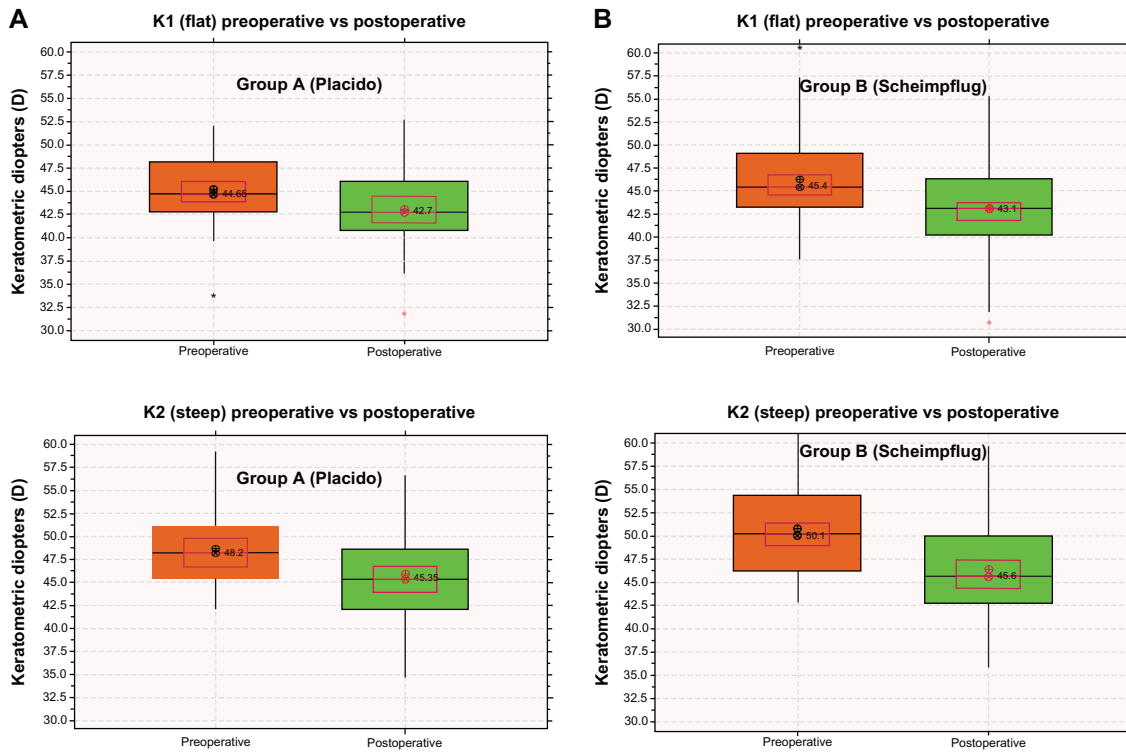 A
K1 (flat) preoperative vs postoperative
Keratometric diopters (D)
60.0
57.5
55.0
52.5
50.0
45.0
45.0
42.5
40.0
37.5
35.0
32.5
30.0
Group A (Placido)
44.65
42.7
Preoperative
Postoperative
B
K1 (flat) preoperative vs postoperative
Keratometric diopters (D)
60.0
57.5
55.0
52.5
50.0
47.5
45.0
42.5
40.0
37.5
35.0
32.5
30.0
Group B (Scheimpflug)
45.4
43.1
Preoperative
Postoperative
K2 (steep) preoperative vs postoperative
Keratometric diopters (D)
60.0
57.5
55.0
52.5
50.0
47.5
45.0
42.5
40.0
37.5
35.0
32.5
30.0
Group A (Placido)
48.2
45.35
Preoperative
Postoperative
K2 (steep) preoperative vs postoperative
Keratometric diopters (D)
60.0
57.5
55.0
52.5
50.0
47.5
45.0
42.5
40.0
37.5
35.0
32.5
30.0
Group B (Scheimpflug)
50.1
45.6
Preoperative
Postoperative